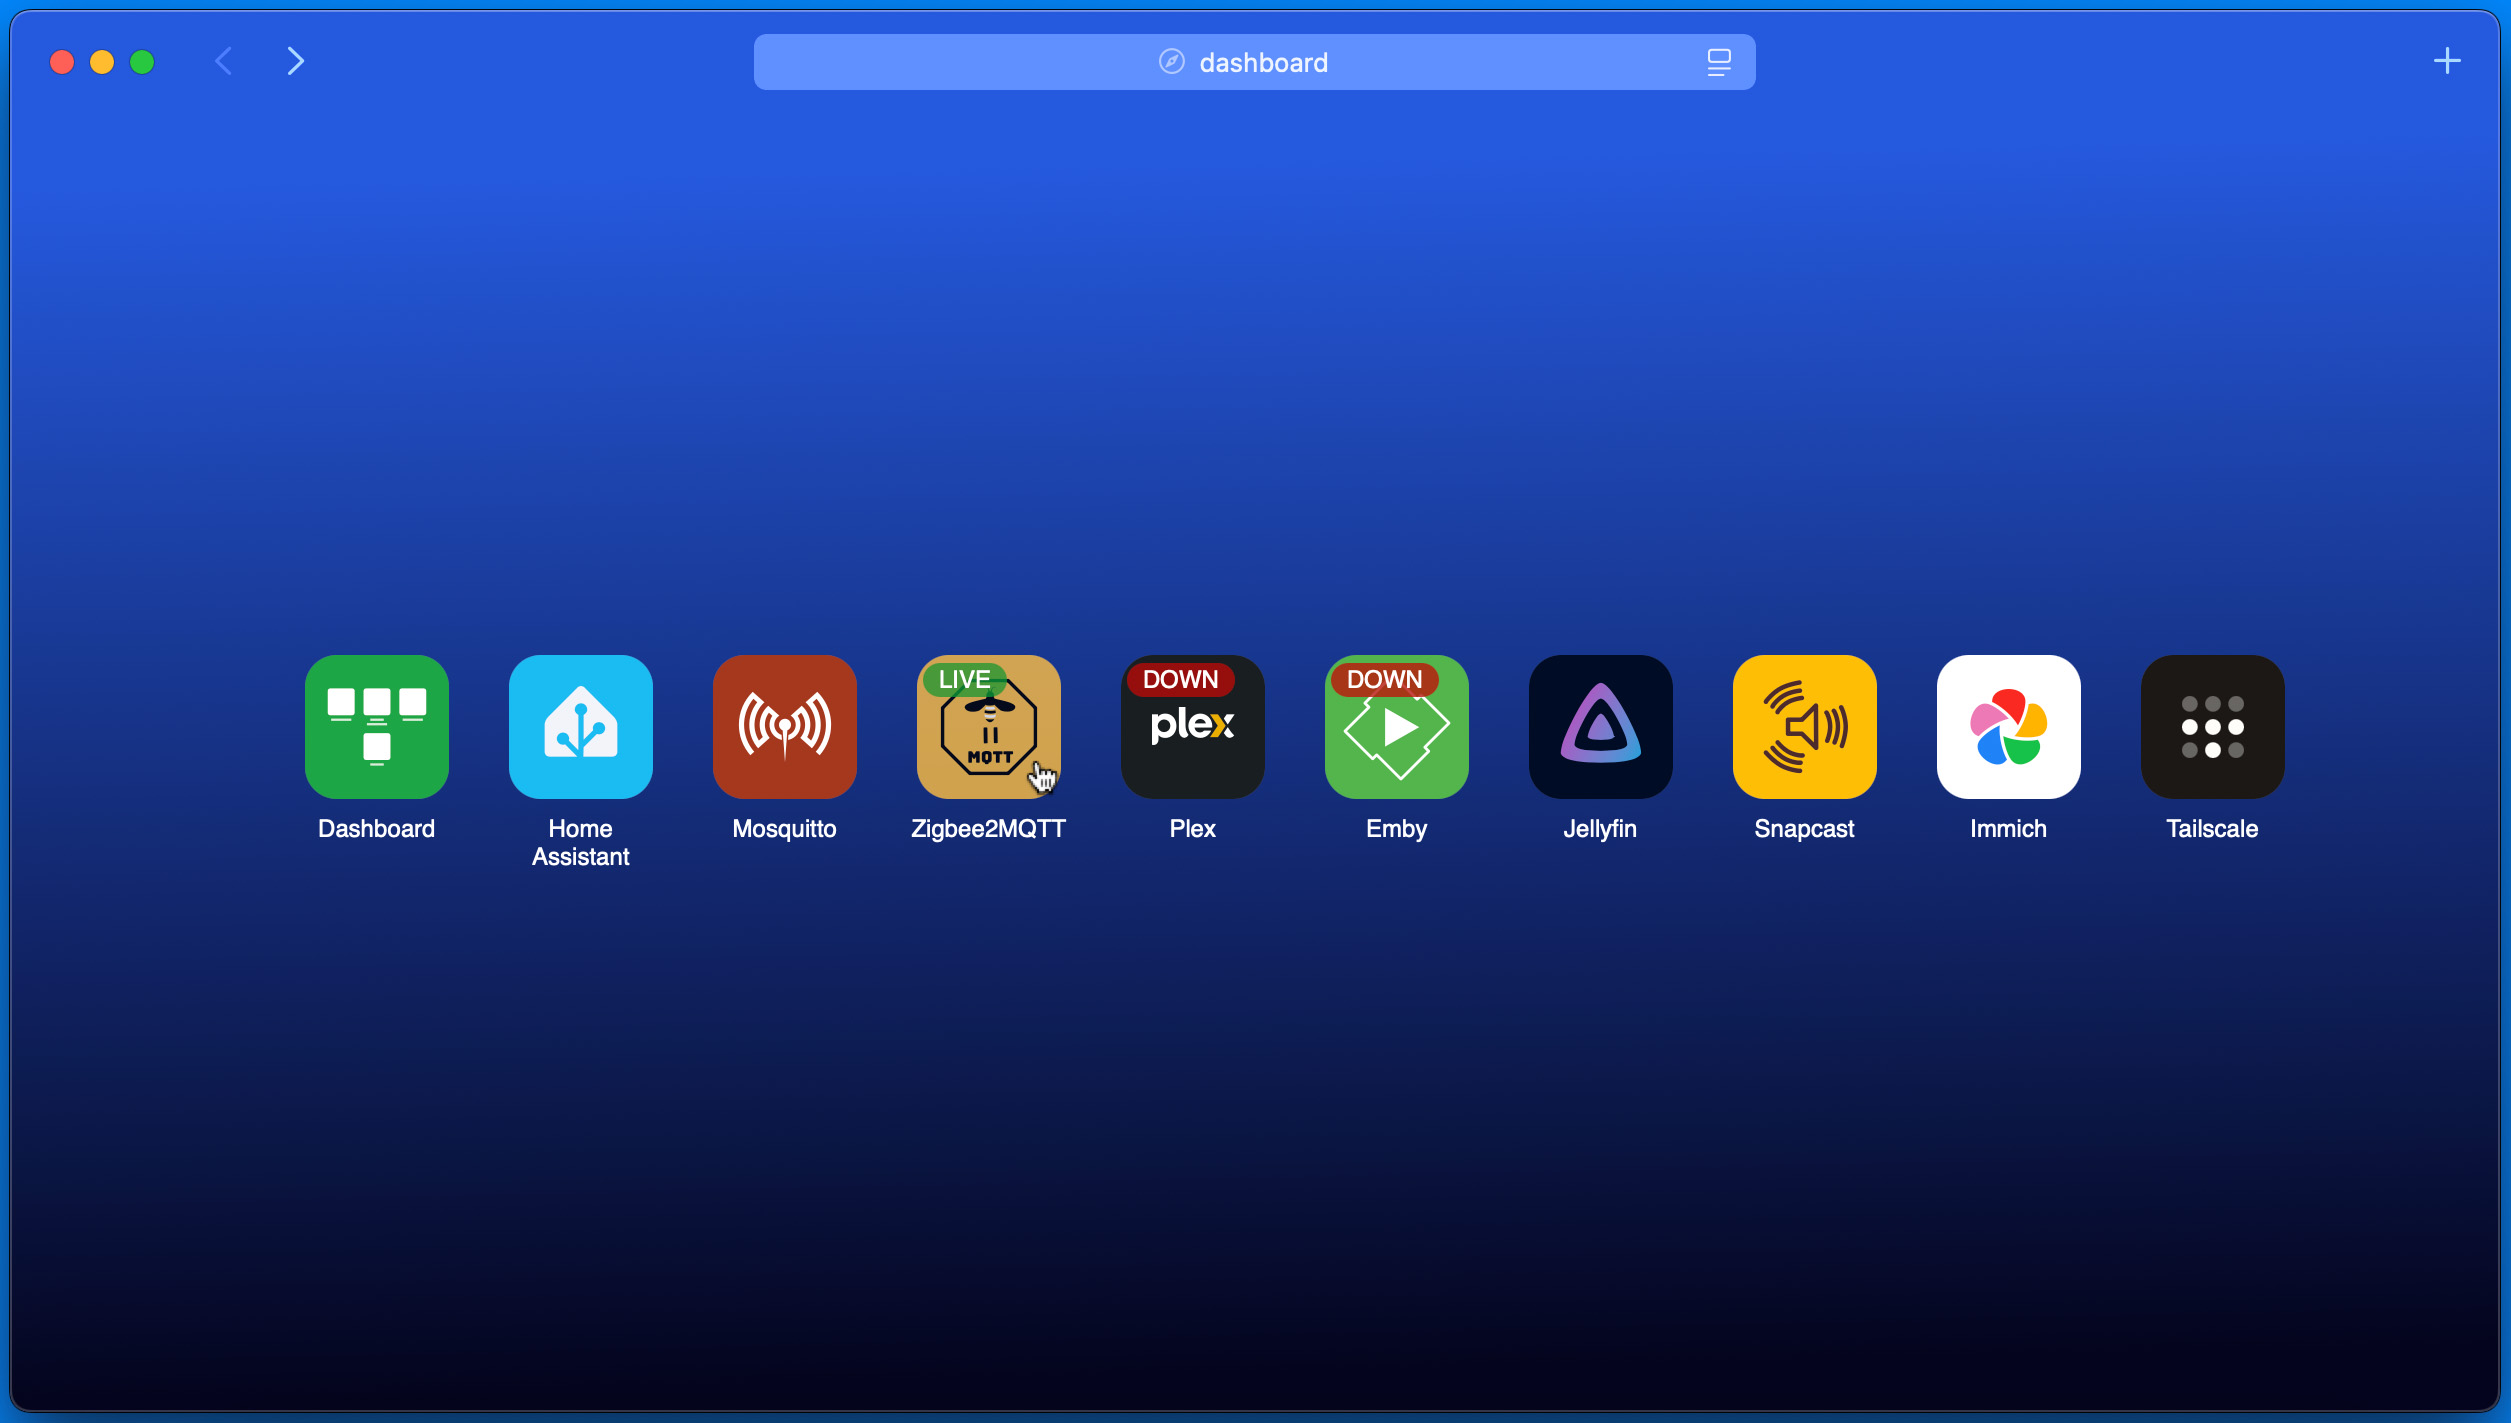 dashboard
LIVE
DOWN
DOWN
MQTT
plex
Dashboard
Home
Assistant
Mosquitto
Zigbee2MQTT
Plex
Emby
Jellyfin
Snapcast
Immich
Tailscale